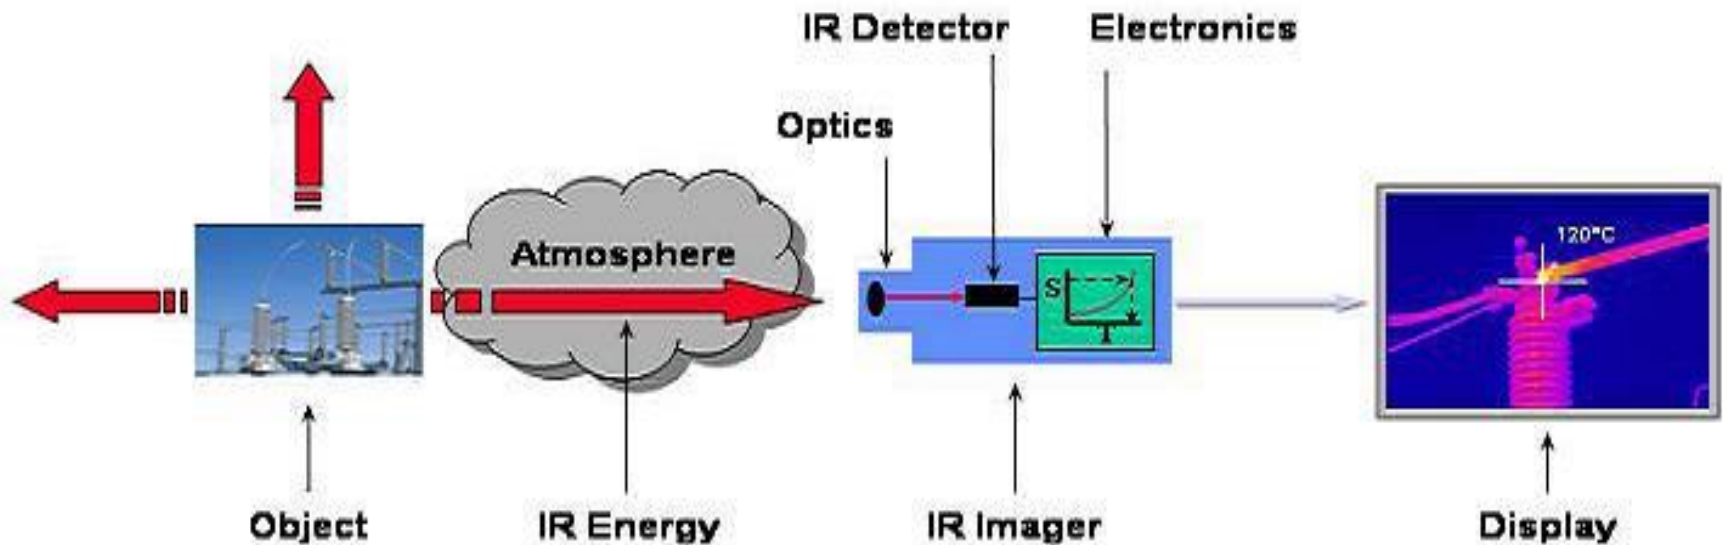 IR Detector
Electronics
Optics
Atmosphere
S
T
120°C
Object
IR Energy
IR Imager
Display